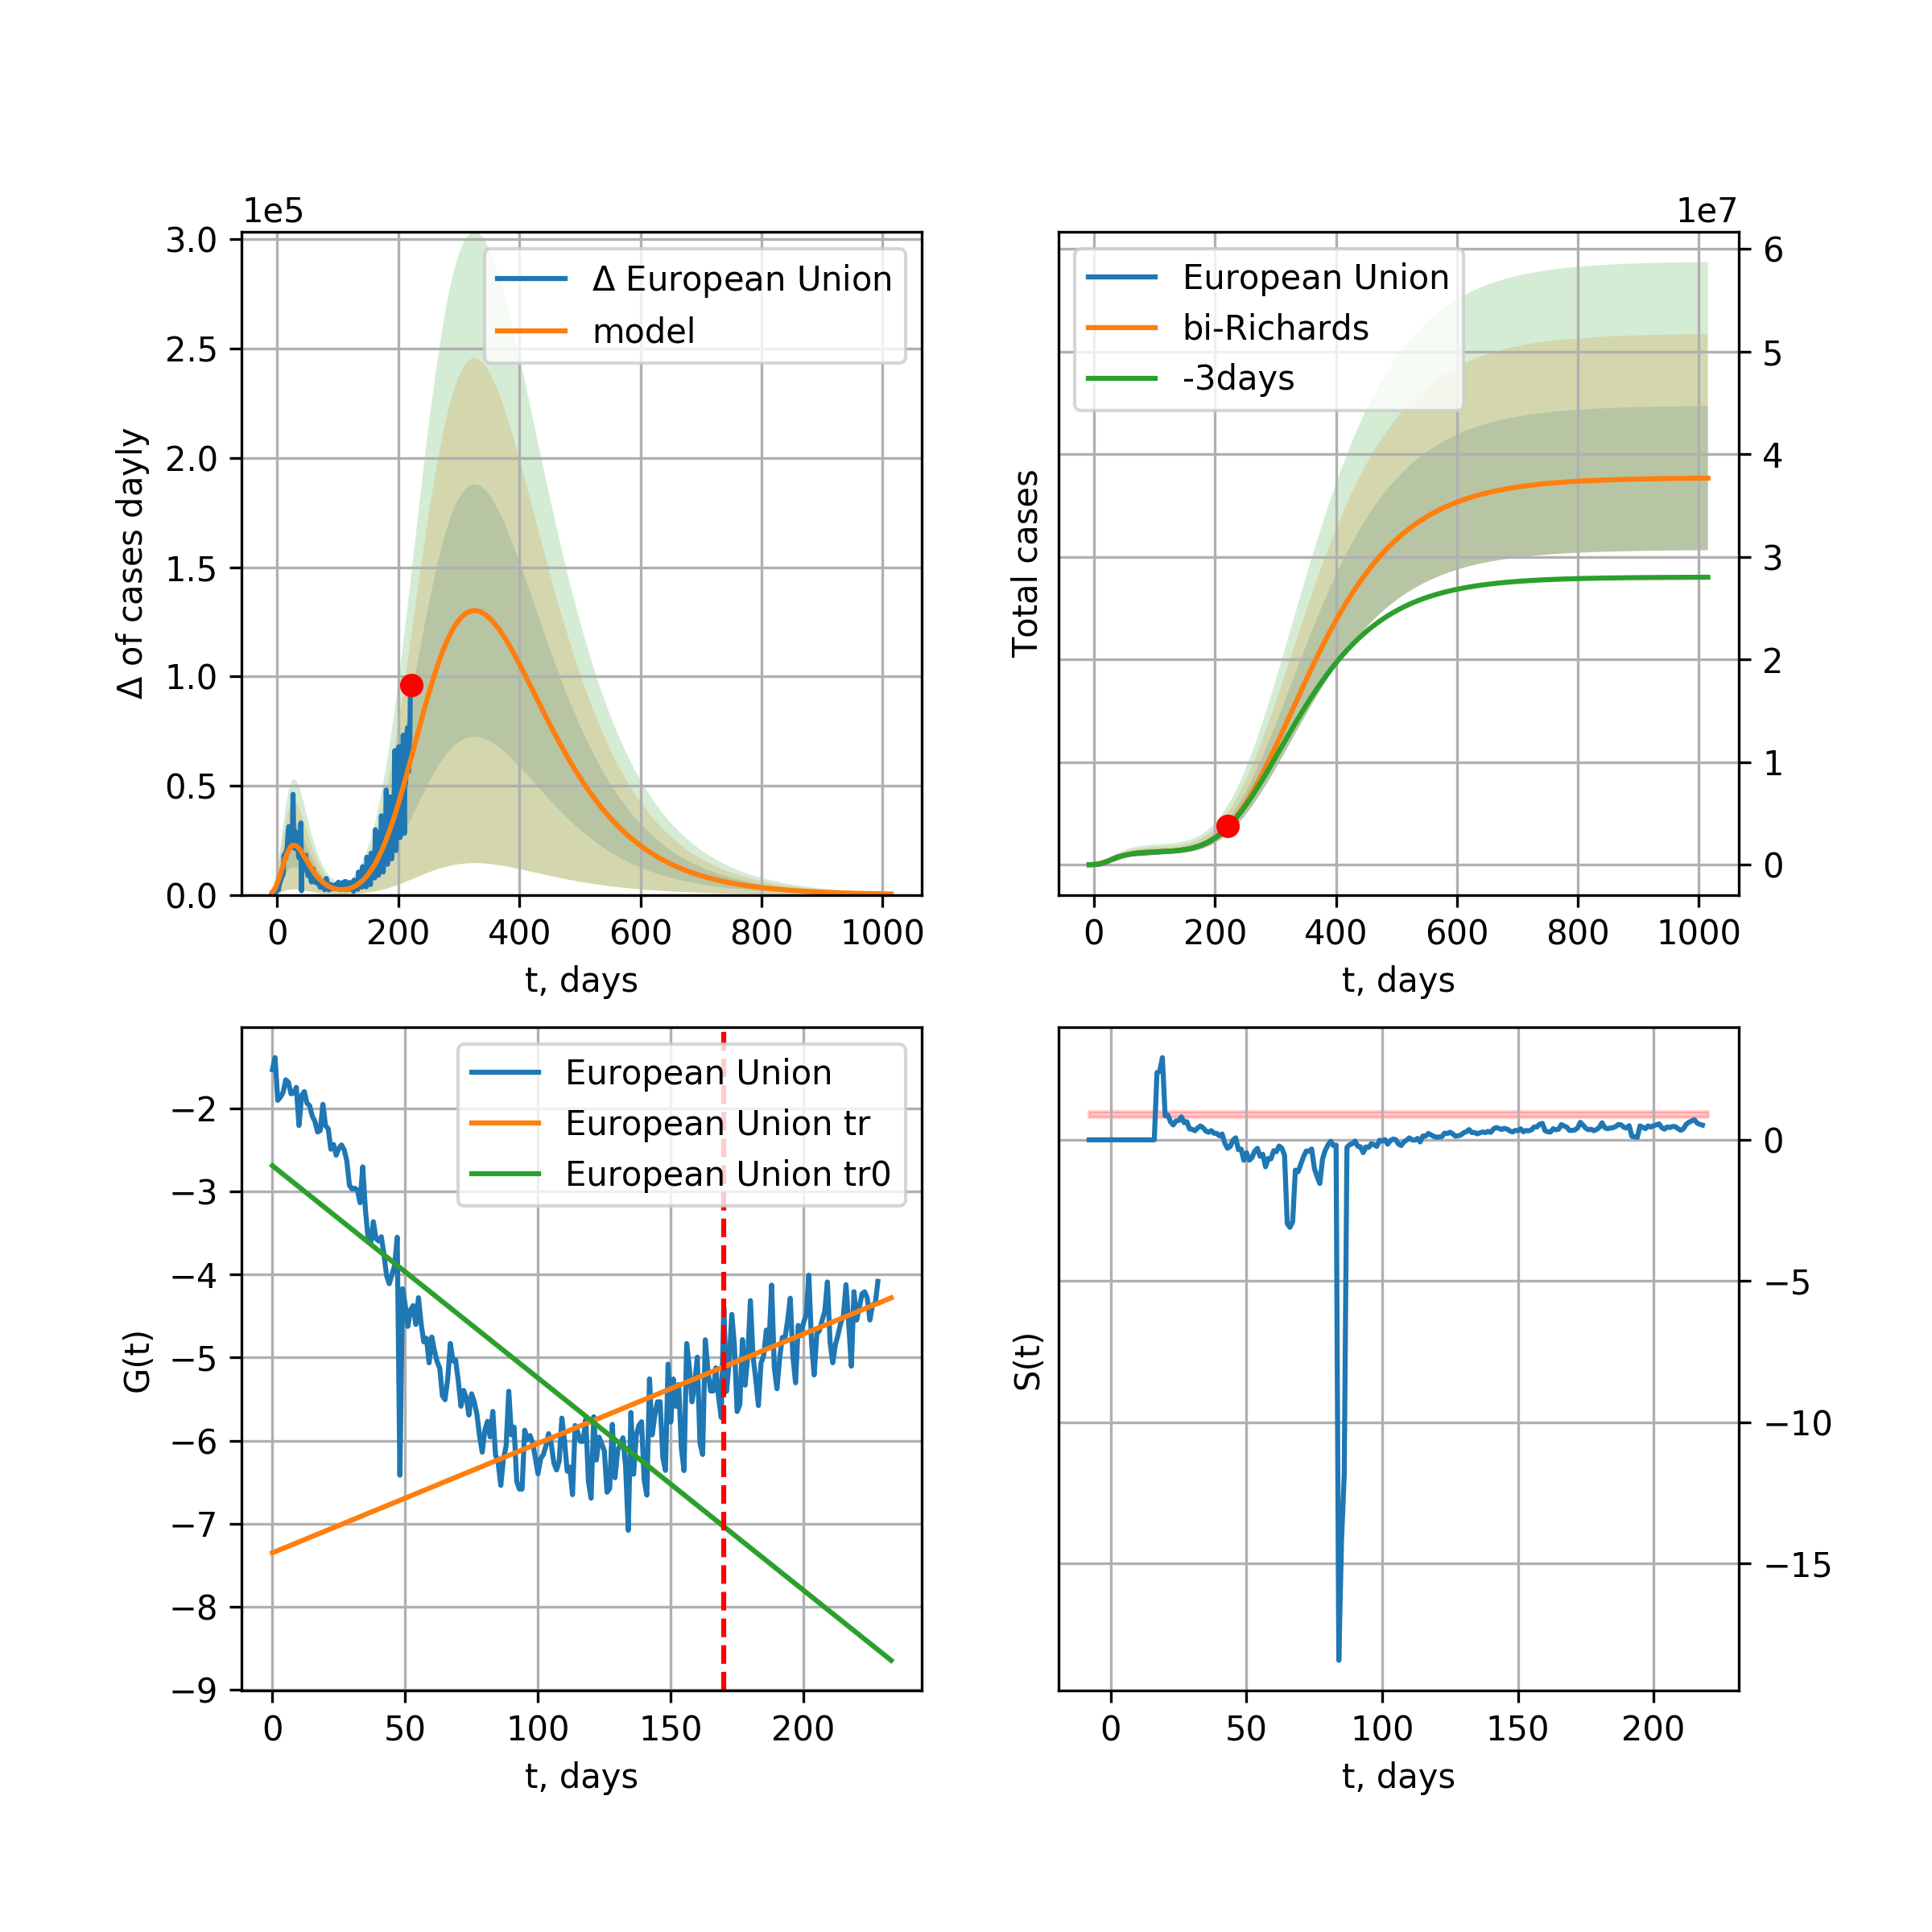 1e5
3.0
2.5
2.0
1.5
1.0
0.5
0.0
Δ of cases dayly
Δ European Union
model
0 200 400 600 800 1000
t, days
1e7
6
5
4
3
2
1
0
Total cases
European Union
bi-Richards
-3days
0 200 400 600 800 1000
t, days
−2
−3
−4
−5
−6
−7
−8
−9
G(t)
European Union
European Union tr
European Union tr0
0 50 100 150 200
t, days
S(t)
0
−5
−10
−15
0 50 100 150 200
t, days